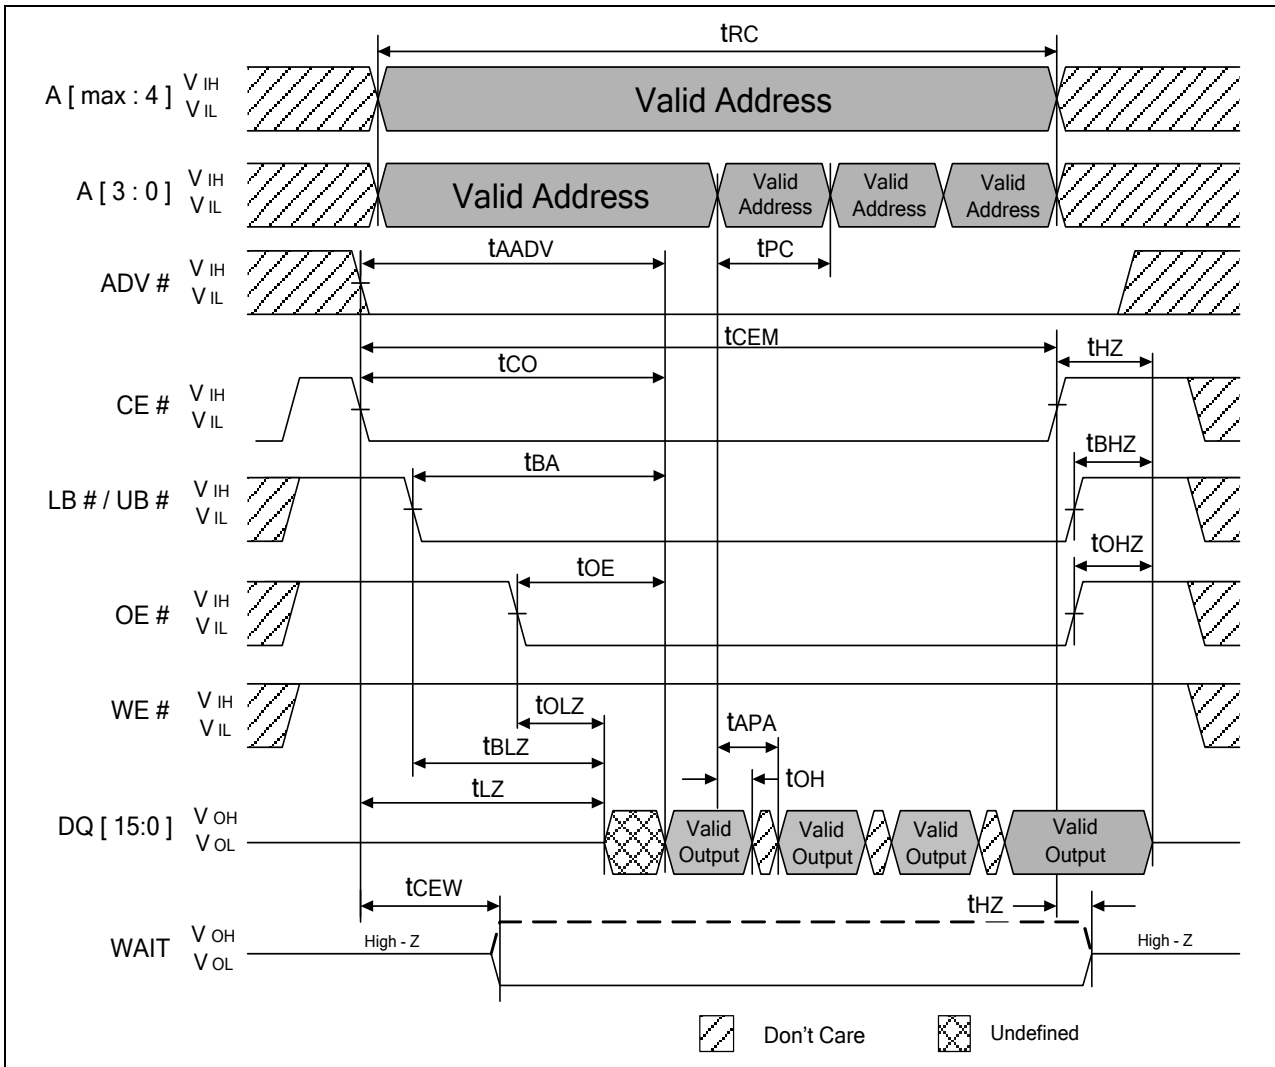 tRC
A [ max : 4 ] V IH
V IL
Valid Address
A [ 3 : 0 ] V IH
V IL
Valid Address
Valid Address
Valid Address
Valid Address
tAADV
tPC
ADV # V IH
V IL
tCEM
tCO
tHZ
CE # V IH
V IL
tBA
tBHZ
LB # / UB # V IH
V IL
tOHZ
tOE
OE # V IH
V IL
WE # V IH
V IL
tOLZ
tAPA
tBLZ
tOH
tLZ
DQ [ 15:0 ] V OH
V OL
Valid Output
Valid Output
Valid Output
Valid Output
tCEW
tHZ
WAIT V OH
V OL
High - Z
High - Z
Don't Care
Undefined